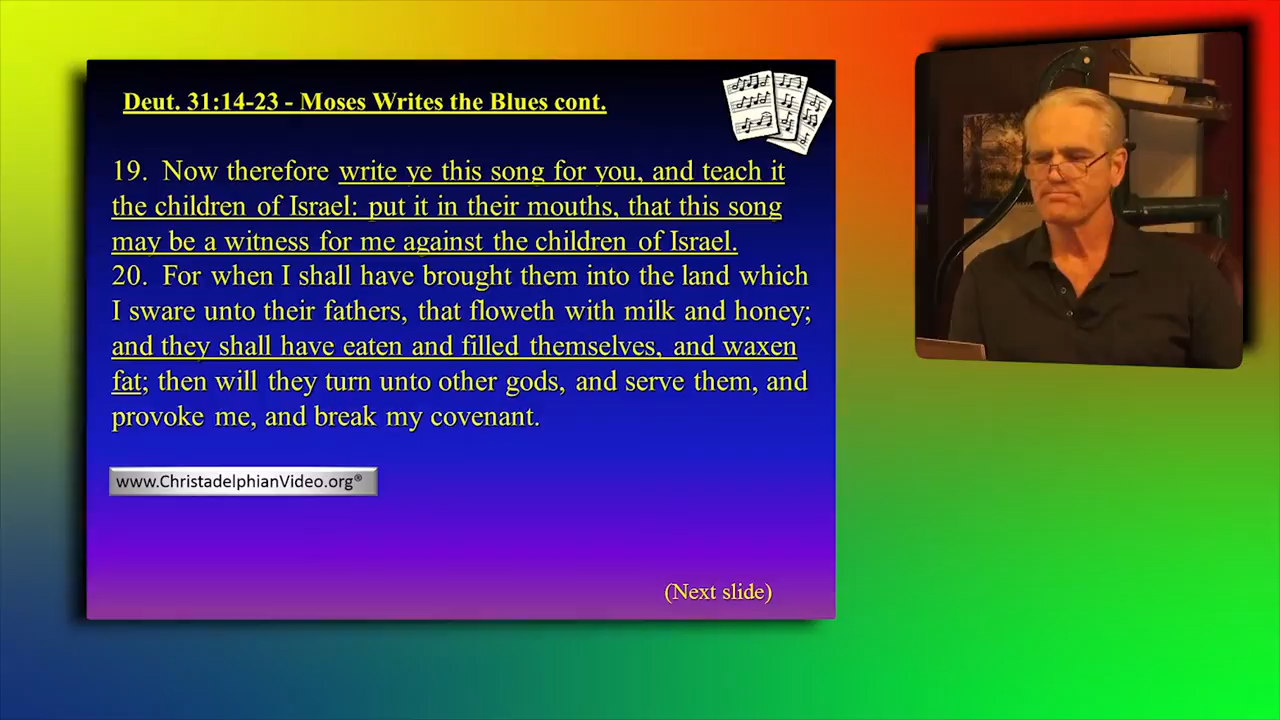 Deut. 31:14-23 - Moses Writes the Blues cont.
19. Now therefore write ye this song for you, and teach it
the children of Israel: put it in their mouths, that this song
may be a witness for me against the children of Israel.
20. For when I shall have brought them into the land which
I sware unto their fathers, that floweth with milk and honey;
and they shall have eaten and filled themselves, and waxen
fat; then will they turn unto other gods, and serve them, and
provoke me, and break my covenant.
www.ChristadelphianVideo.org®
(Next slide)